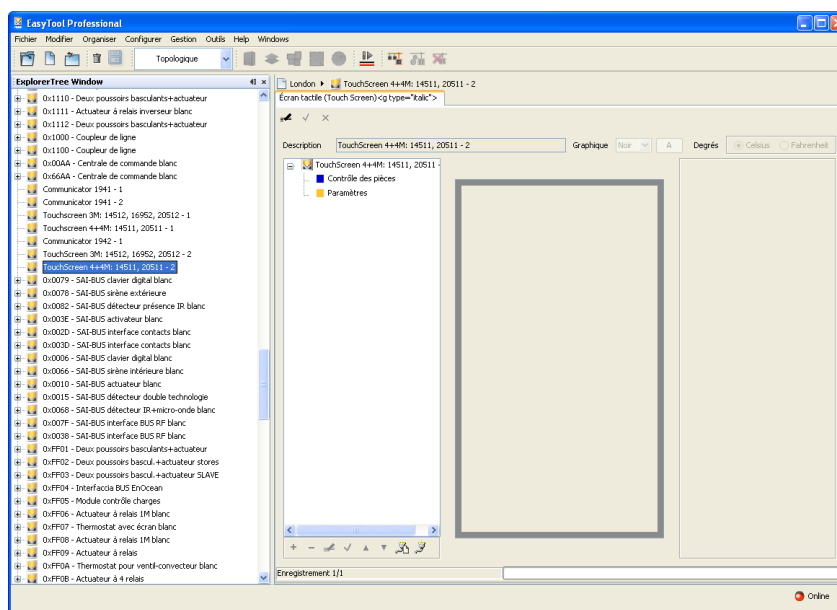 EasyTool Professional
Fichier Modifier Organiser Configurer Gestion Outils Help Windows
Topologique
ExplorerTree Window
0x1110 - Deux poussoirs basculants+actuateur
0x1111 - Actuateur à relais inverseur blanc
0x1112 - Deux poussoirs basculants+actuateur
0x1000 - Coupleur de ligne
0x1100 - Coupleur de ligne
0x00AA - Centrale de commande blanc
0x66AA - Centrale de commande blanc
Communicator 1941 - 1
Communicator 1941 - 2
Touchscreen 3M: 14512, 16952, 20512 - 1
Touchscreen 4+4M: 14511, 20511 - 1
Communicator 1942 - 1
TouchScreen 3M: 14512, 16952, 20512 - 2
TouchScreen 4+4M: 14511, 20511 - 2
0x0079 - SAI-BUS clavier digital blanc
0x0078 - SAI-BUS sirène extérieure
0x0082 - SAI-BUS détecteur présence IR blanc
0x003E - SAI-BUS activateur blanc
0x002D - SAI-BUS interface contacts blanc
0x003D - SAI-BUS interface contacts blanc
0x0006 - SAI-BUS clavier digital blanc
0x0066 - SAI-BUS sirène intérieure blanc
0x0010 - SAI-BUS actuateur blanc
0x0015 - SAI-BUS détecteur double technologie
0x0068 - SAI-BUS détecteur IR+micro-onde blanc
0x007F - SAI-BUS interface BUS RF blanc
0x0038 - SAI-BUS interface BUS RF blanc
0xFF01 - Deux poussoirs basculants+actuateur
0xFF02 - Deux poussoirs bascul.+actuateur stores
0xFF03 - Deux poussoirs bascul.+actuateur SLAVE
0xFF04 - Interfaccia BUS EnOcean
0xFF05 - Module contrôle charges
0xFF06 - Actuateur à relais 1M blanc
0xFF07 - Thermostat avec écran blanc
0xFF08 - Actuateur à relais 1M blanc
0xFF09 - Actuateur à relais
0xFF0A - Thermostat pour ventil-convecteur blanc
0xFF0B - Actuateur à 4 relais
London TouchScreen 4+4M: 14511, 20511 - 2
Écran tactile (Touch Screen)<g type="italic">
Description TouchScreen 4+4M: 14511, 20511 - 2 Graphique Noir A Degrés Celsius Fahrenheit
TouchScreen 4+4M: 14511, 20511 -
Contrôle des pièces
Paramètres
Enregistrement 1/1
Online